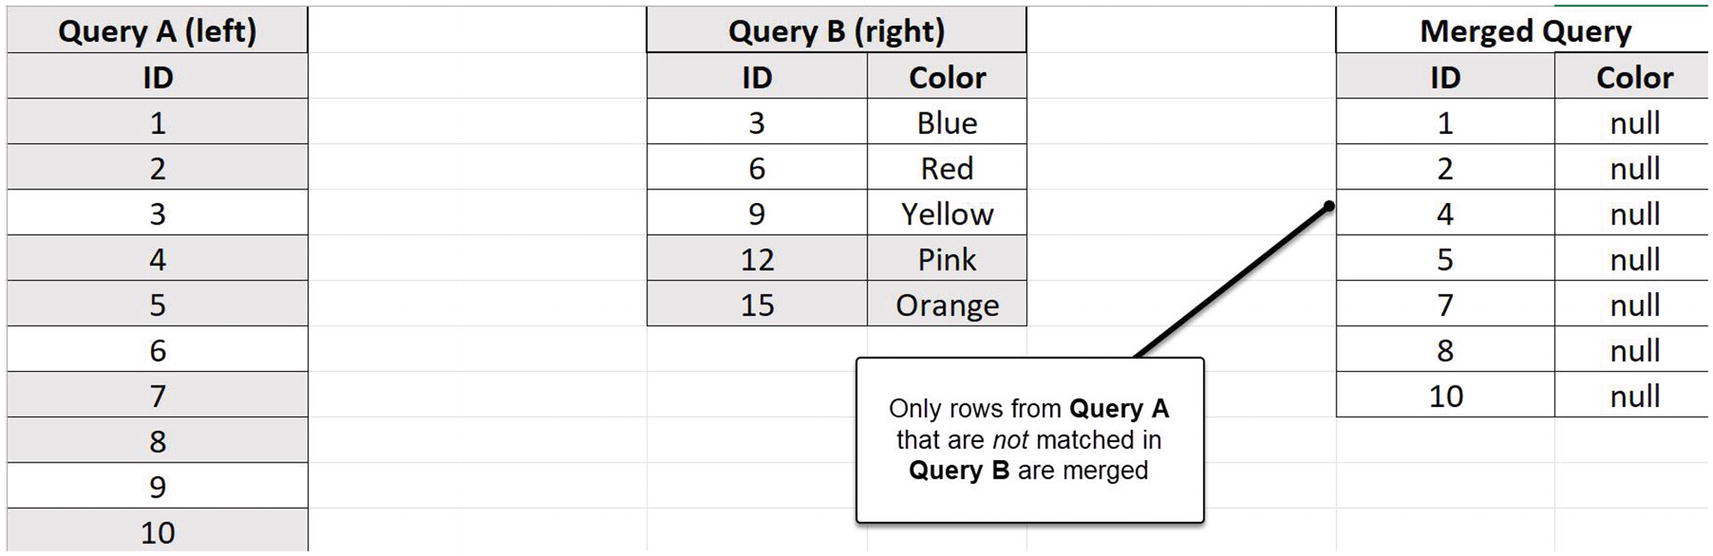 Query A (left)
ID
1
2
3
4
5
6
7
8
9
10
Query B (right)
ID Color
3 Blue
6 Red
9 Yellow
12 Pink
15 Orange
Only rows from Query A
that are not matched in
Query B are merged
Merged Query
ID Color
1 null
2 null
4 null
5 null
7 null
8 null
10 null